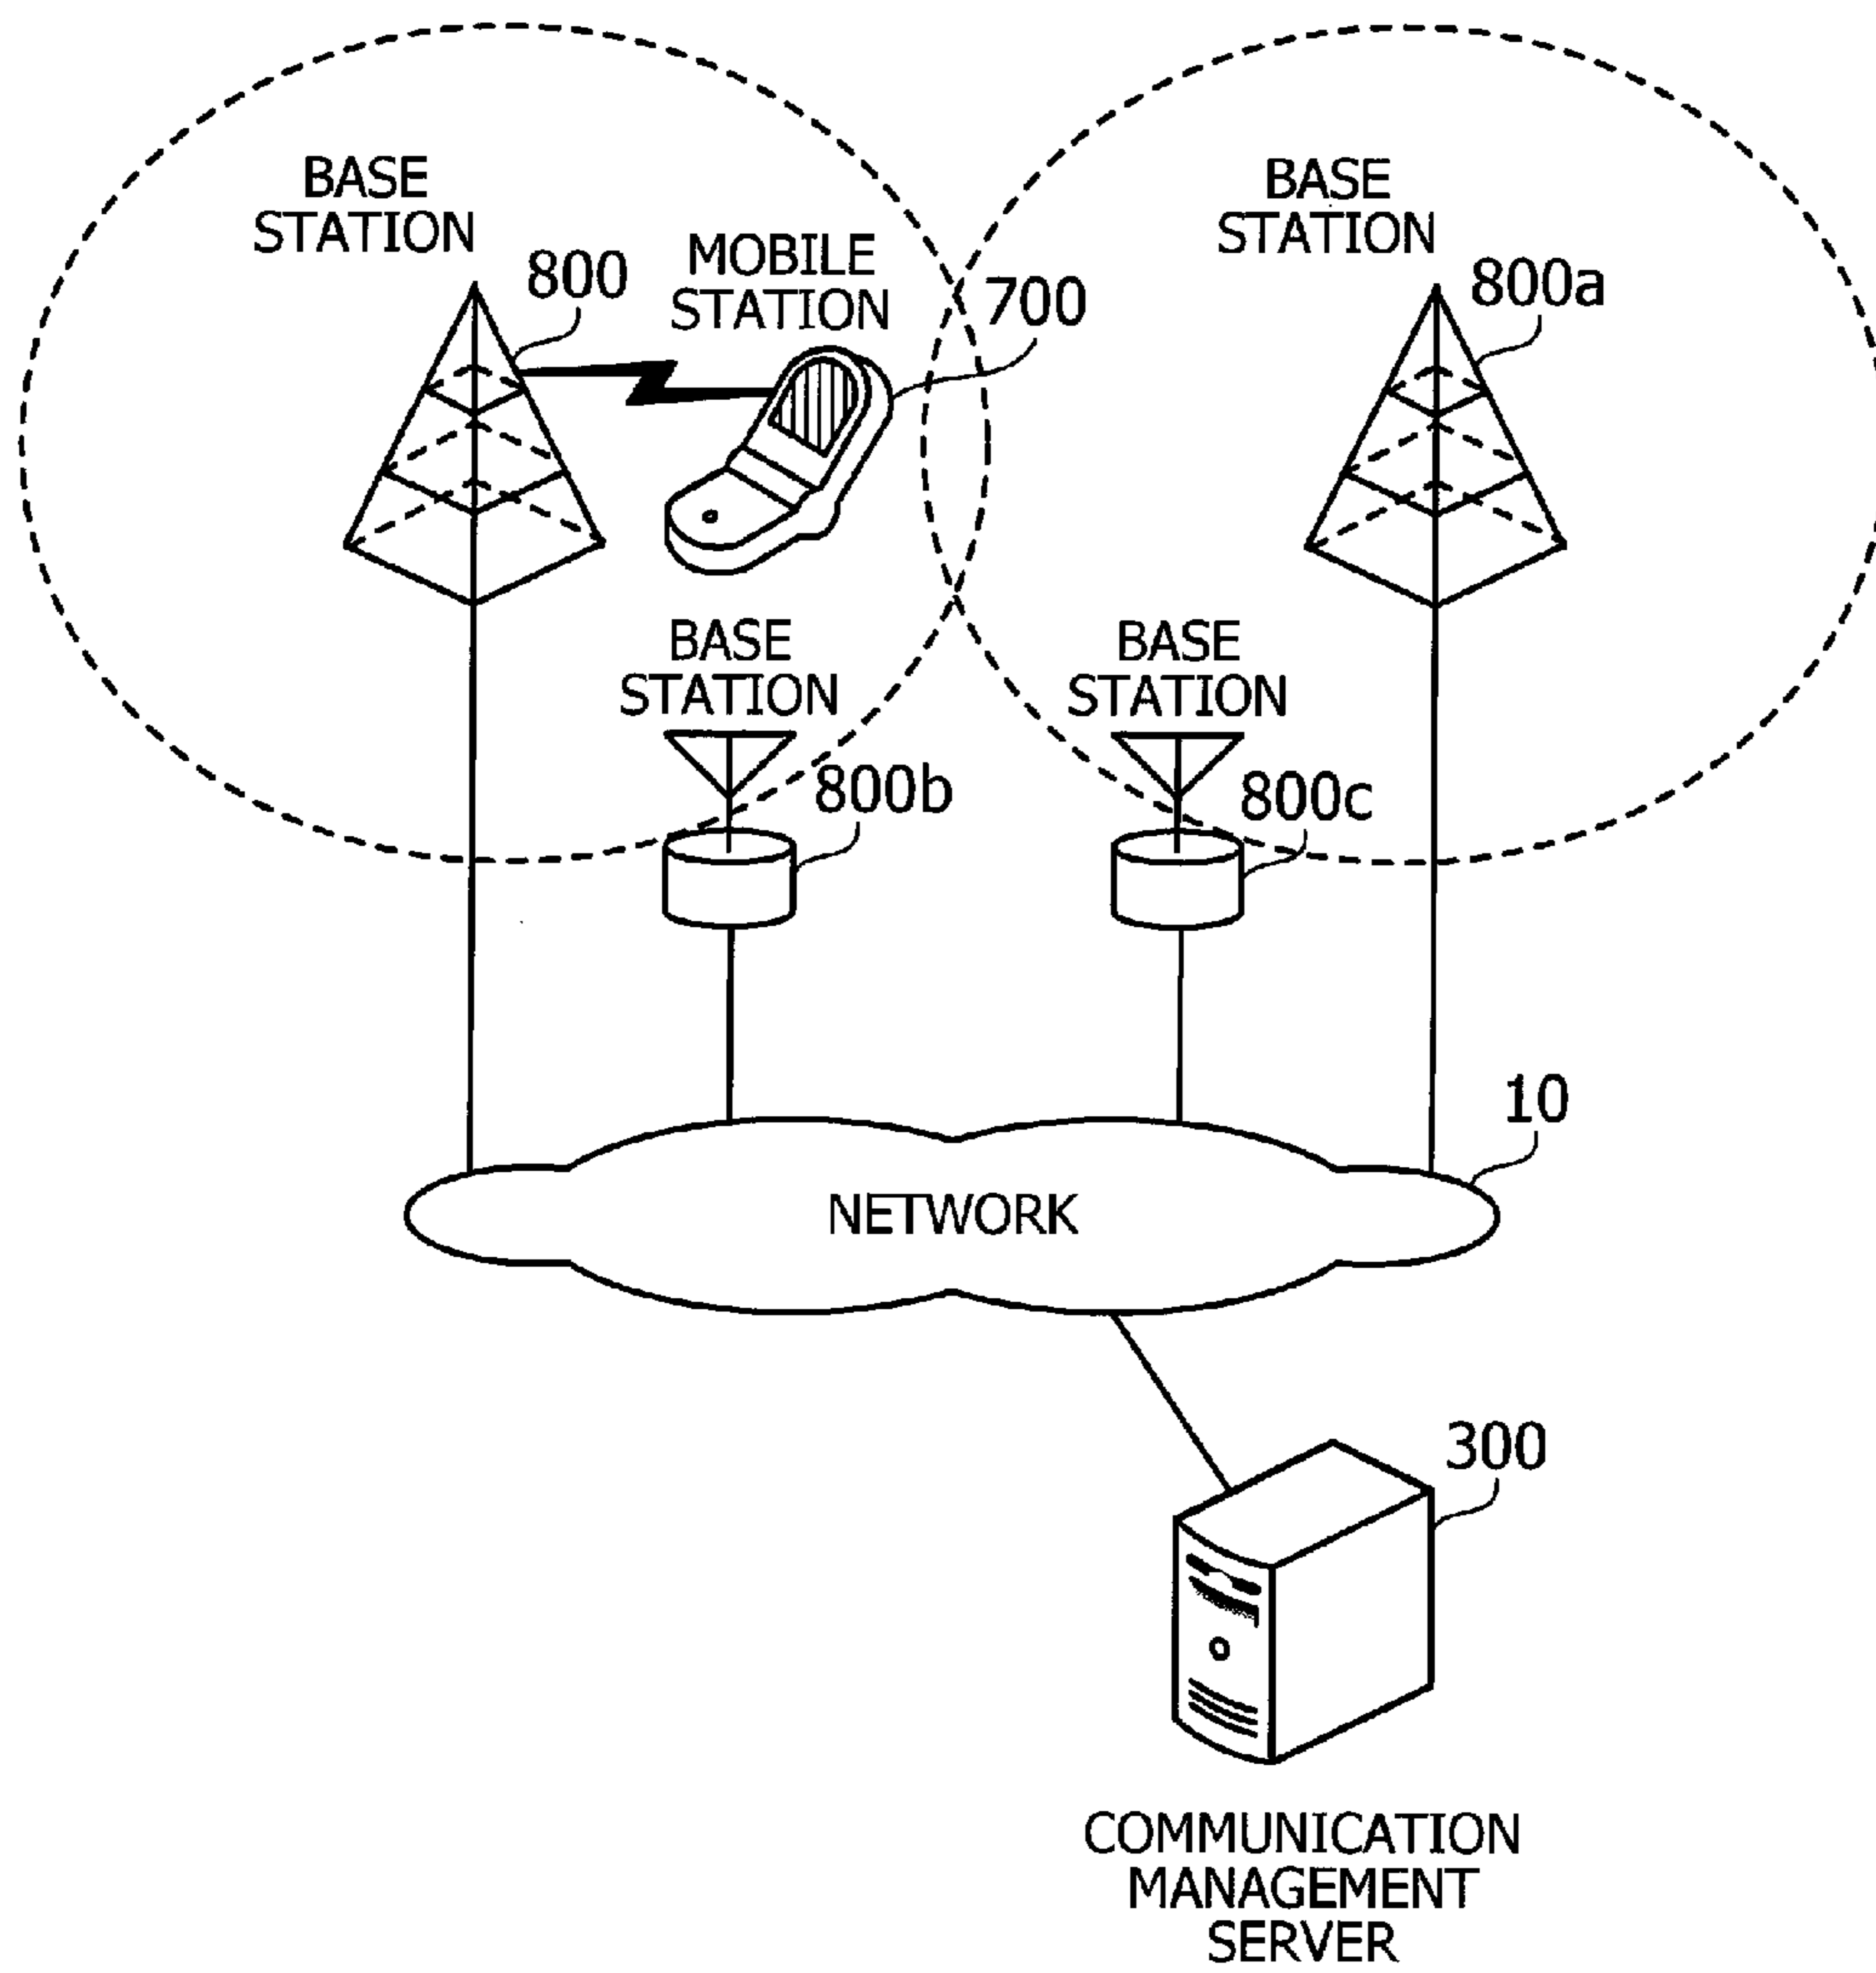 BASE
STATION
800
MOBILE
STATION
700
BASE
STATION
800a
BASE
STATION
800b
BASE
STATION
800c
10
NETWORK
300
COMMUNICATION
MANAGEMENT
SERVER